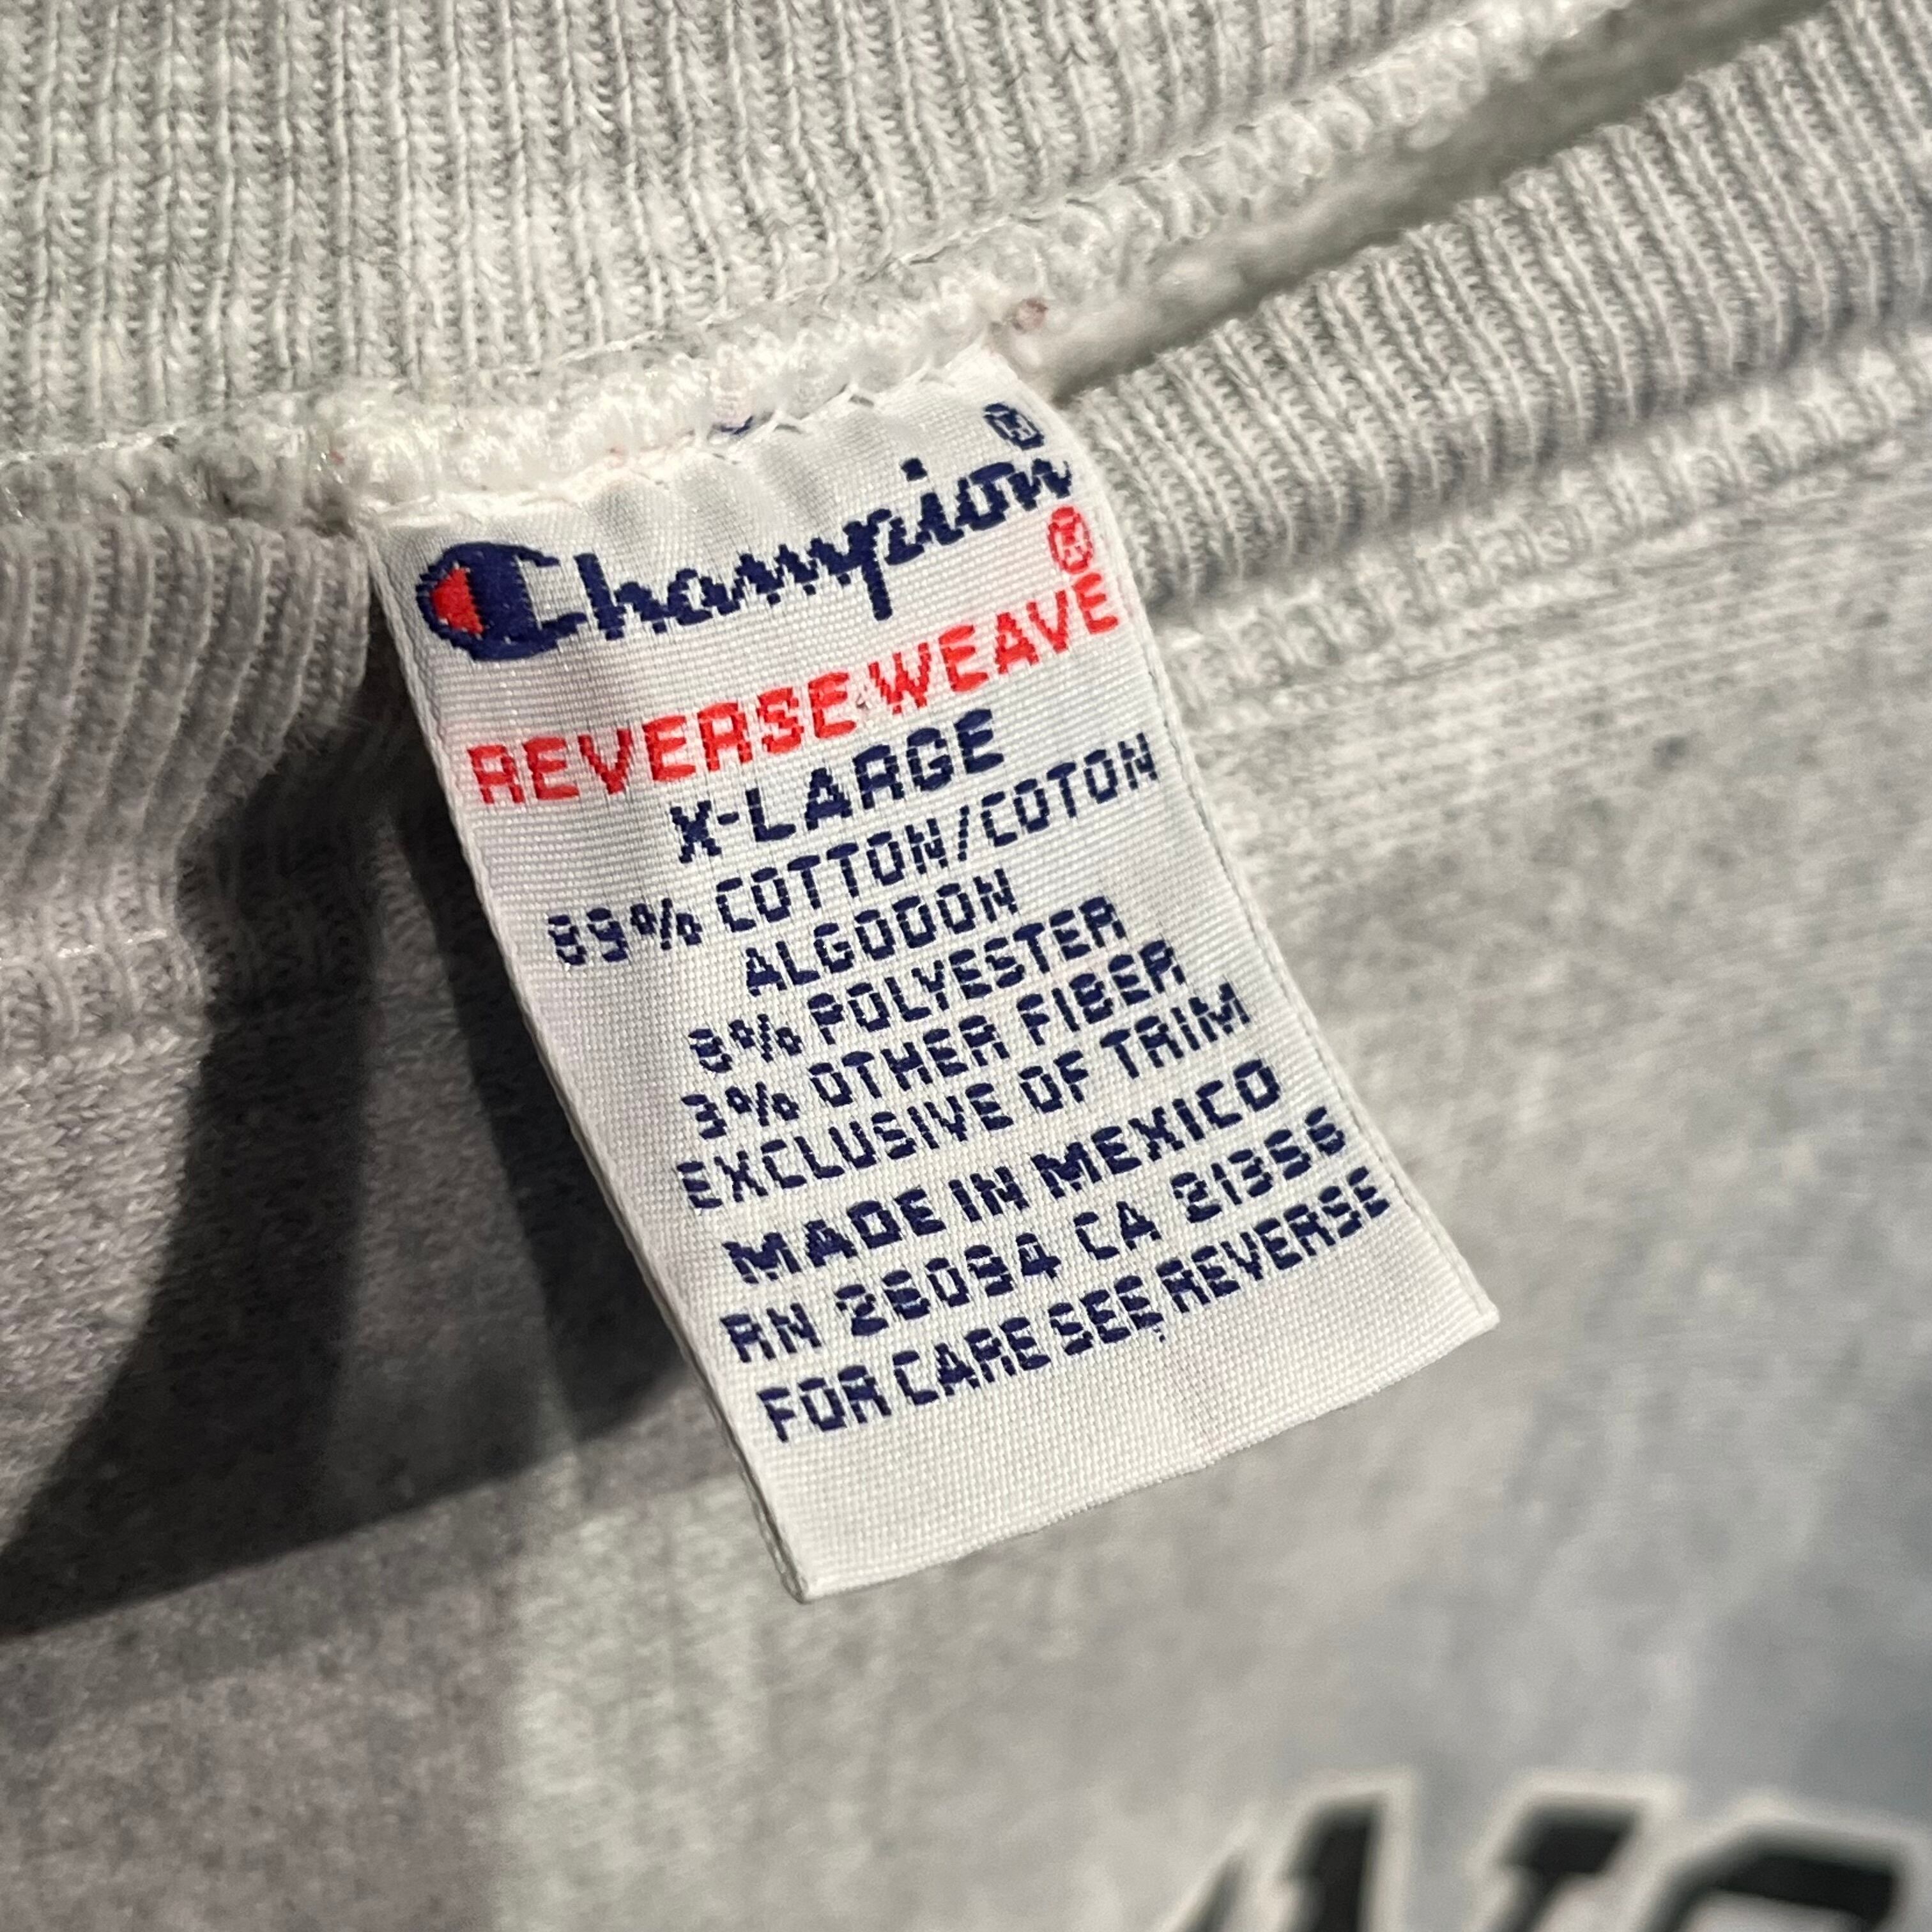 Champion®
REVERSE WEAVE®
X-LARGE
89% COTTON/COTON
ALGODON
8% POLYESTER
3% OTHER FIBER
EXCLUSIVE OF TRIM
MADE IN MEXICO
RN 26094 CA 21356
FOR CARE SEE REVERSE